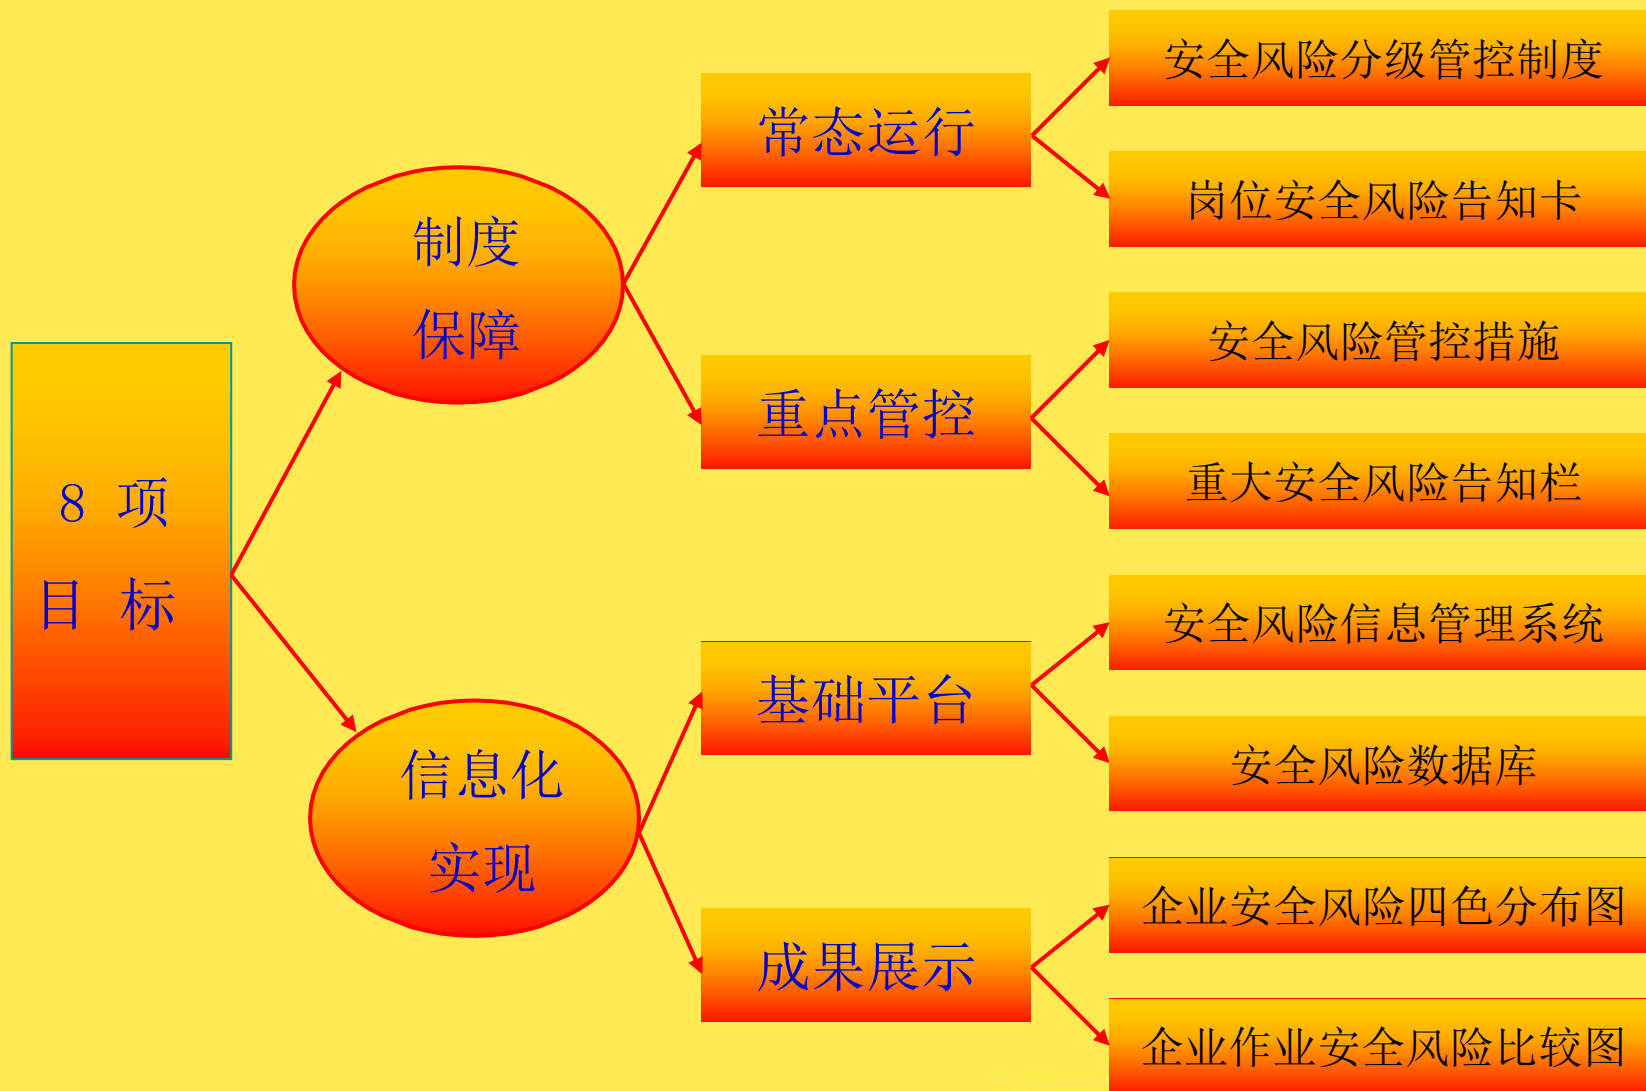 8 项
目 标
制度
保障
信息化
实现
常态运行
重点管控
基础平台
成果展示
安全风险分级管控制度
岗位安全风险告知卡
安全风险管控措施
重大安全风险告知栏
安全风险信息管理系统
安全风险数据库
企业安全风险四色分布图
企业作业安全风险比较图